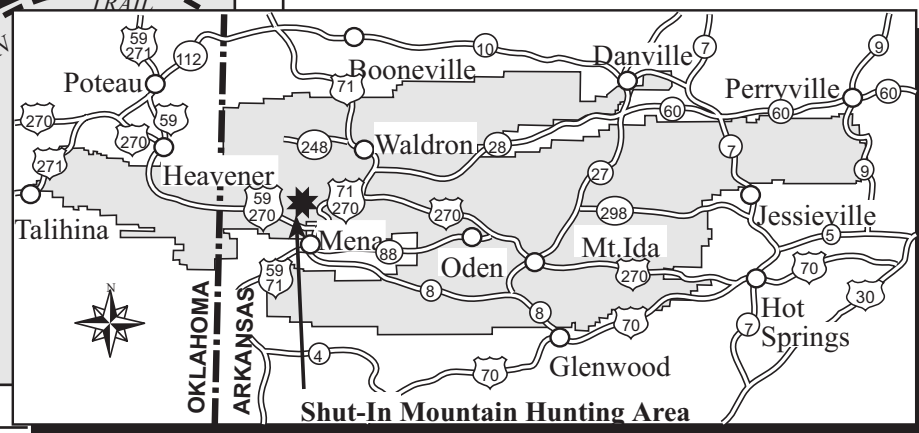 TRAIL
N
59
271
112
10
Danville
7
9
Booneville
Poteau
71
Perryville
60
60
60
270
59
270
248
Waldron
28
7
271
Heavener
27
9
59
270
71
270
270
298
Talihina
Mena
88
Oden
Mt.Ida
Jessieville
5
59
71
270
70
N
8
8
Hot
Springs
30
70
7
OKLAHOMA
ARKANSAS
4
70
Glenwood
Shut-In Mountain Hunting Area